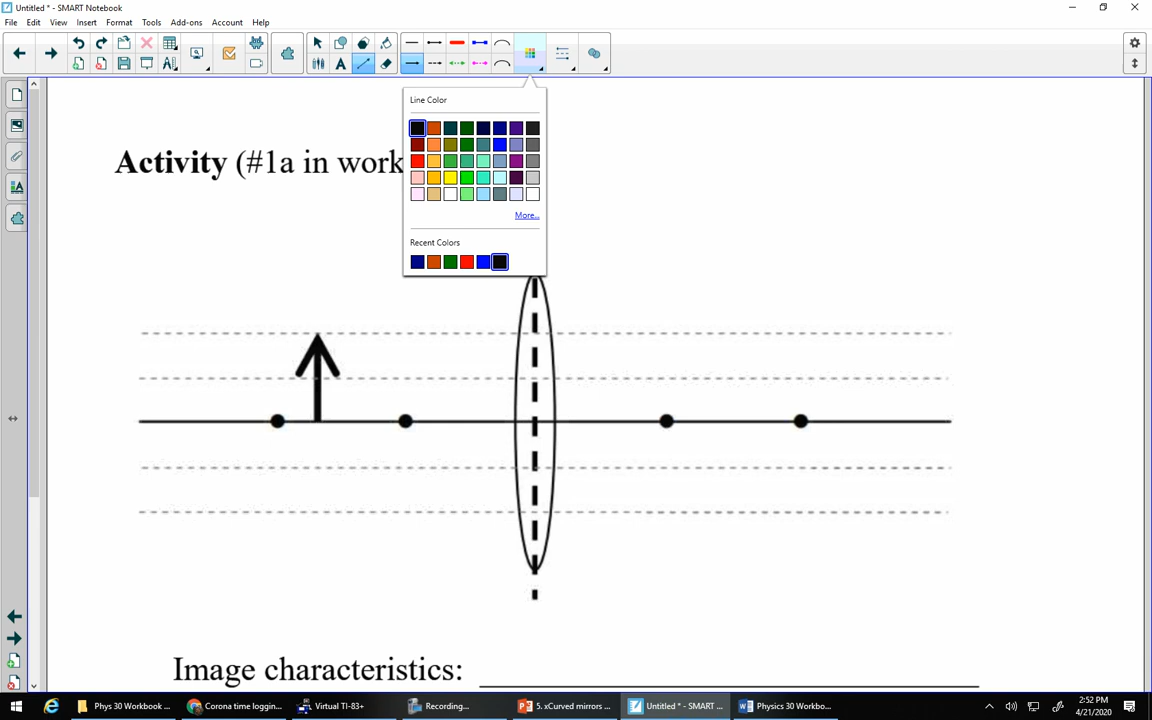 Untitled * - SMART Notebook
File Edit View Insert Format Tools Add-ons Account Help
Line Color
Activity (#1a in work
More...
Recent Colors
Image characteristics:
Phys 30 Workbook ...
Corona time loggin...
Virtual TI-83+
Recording...
5. xCurved mirrors ...
Untitled * - SMART ...
Physics 30 Workbo...
2:52 PM
4/21/2020